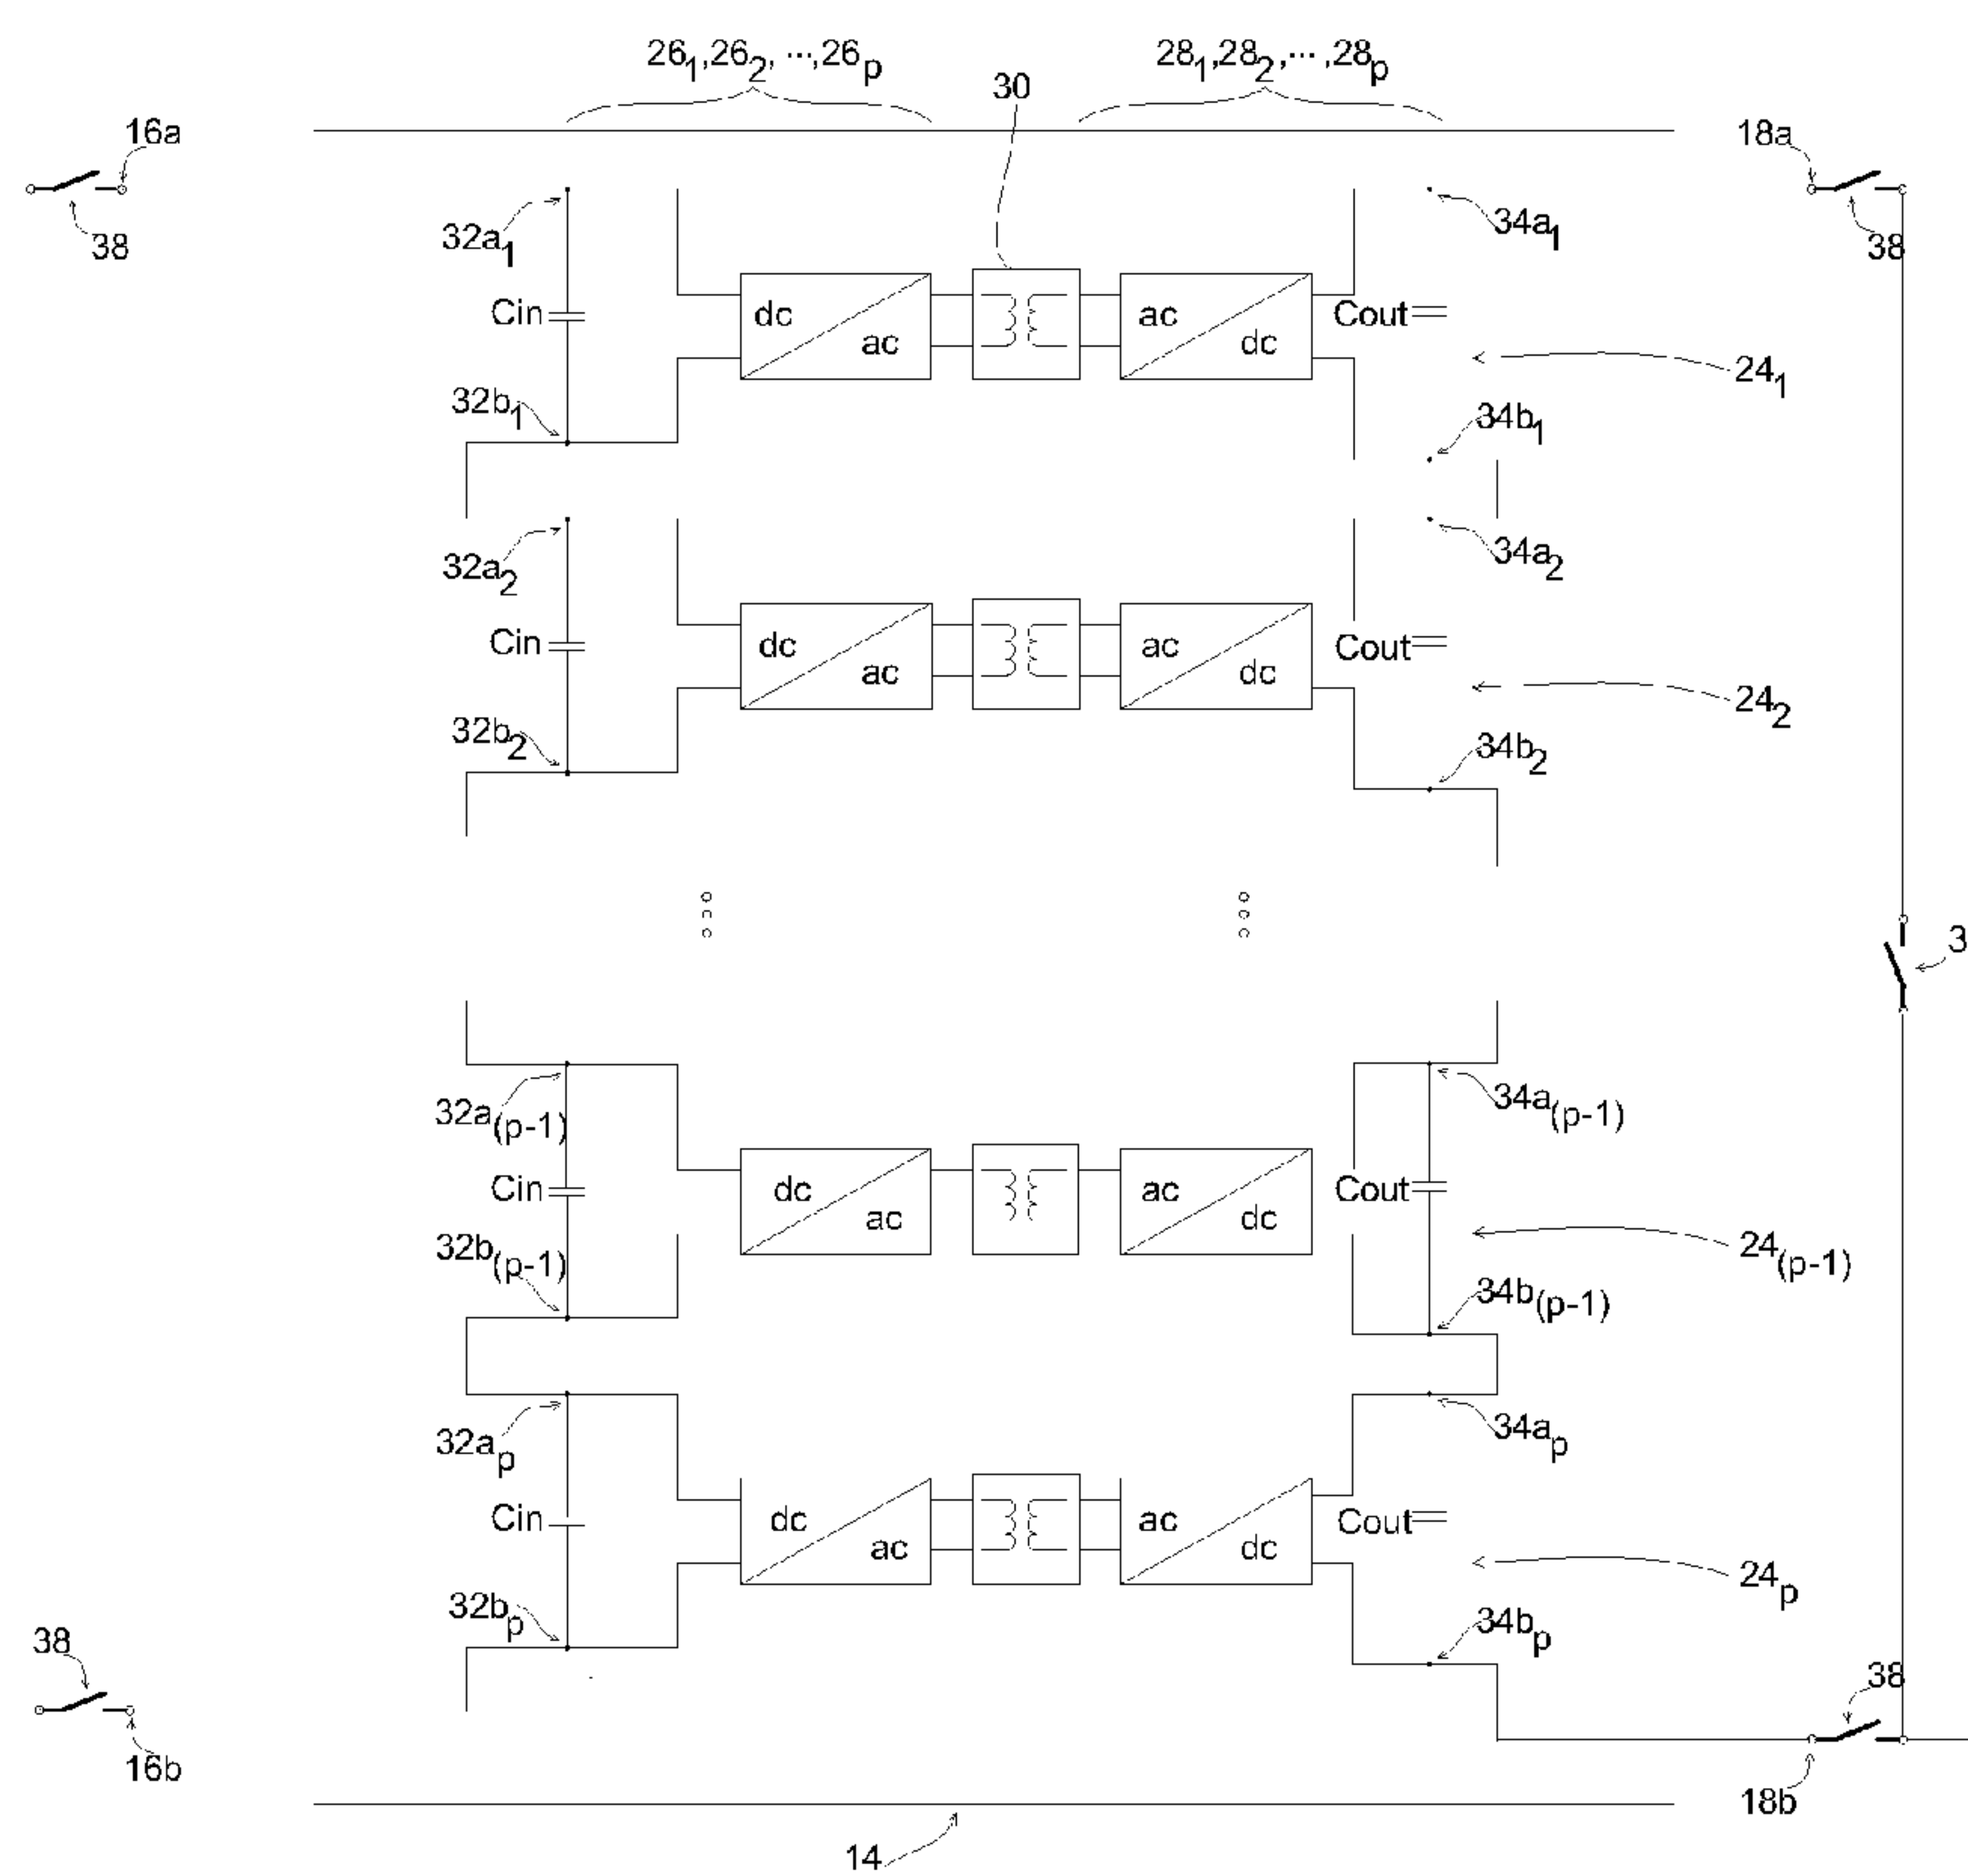 26₁,26₂, ...,26ₚ
28₁,28₂, ...,28ₚ
30
16a
18a
38
38
32a₁
34a₁
Cin
dc
ac
ac
dc
Cout
24₁
32b₁
34b₁
32a₂
34a₂
Cin
dc
ac
ac
dc
Cout
24₂
32b₂
34b₂
3
32a₍ₚ₋₁₎
34a₍ₚ₋₁₎
Cin
dc
ac
ac
dc
Cout
24₍ₚ₋₁₎
32b₍ₚ₋₁₎
34b₍ₚ₋₁₎
32aₚ
34aₚ
Cin
dc
ac
ac
dc
Cout
24ₚ
32bₚ
34bₚ
38
38
16b
18b
14